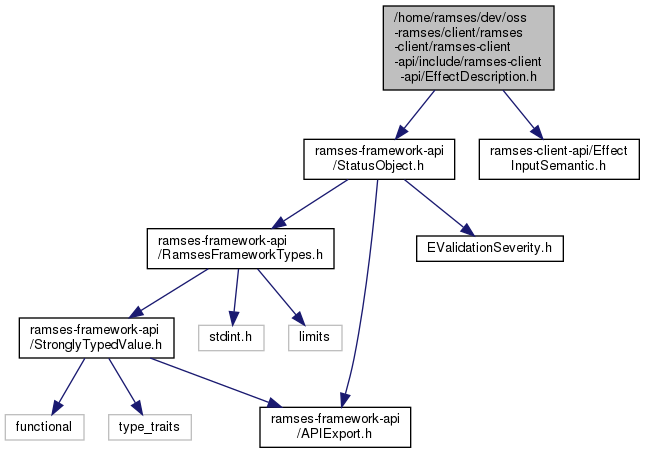 /home/ramses/dev/oss
-ramses/client/ramses
-client/ramses-client
-api/include/ramses-client
-api/EffectDescription.h
ramses-framework-api
/StatusObject.h
ramses-client-api/Effect
InputSemantic.h
ramses-framework-api
/RamsesFrameworkTypes.h
EValidationSeverity.h
ramses-framework-api
/StronglyTypedValue.h
stdint.h
limits
functional
type_traits
ramses-framework-api
/APIExport.h